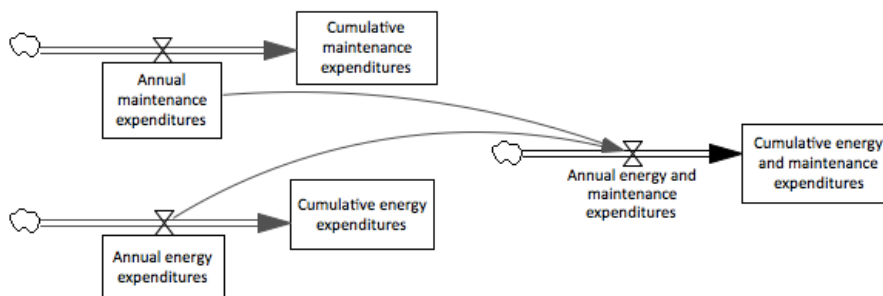 Cumulative
maintenance
expenditures
Annual
maintenance
expenditures
Cumulative energy
and maintenance
expenditures
Annual energy and
maintenance
expenditures
Cumulative energy
expenditures
Annual energy
expenditures